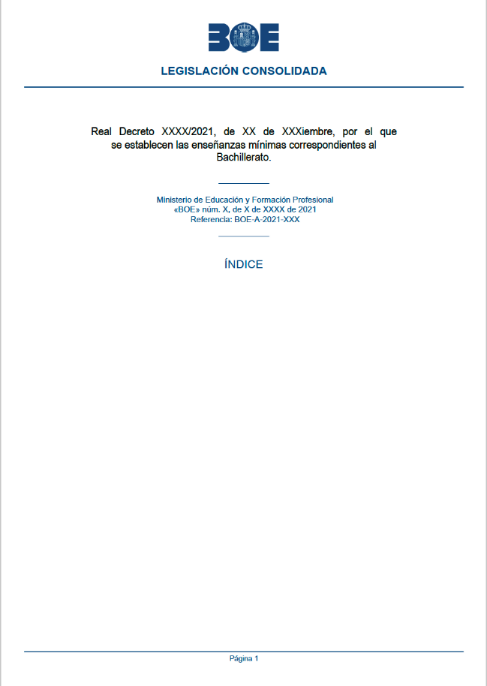 BOE
LEGISLACIÓN CONSOLIDADA
Real Decreto XXXX/2021, de XX de XXXiembre, por el que
se establecen las enseñanzas mínimas correspondientes al
Bachillerato.
Ministerio de Educación y Formación Profesional
«BOE» núm. X, de X de XXXX de 2021
Referencia: BOE-A-2021-XXX
ÍNDICE
Página 1